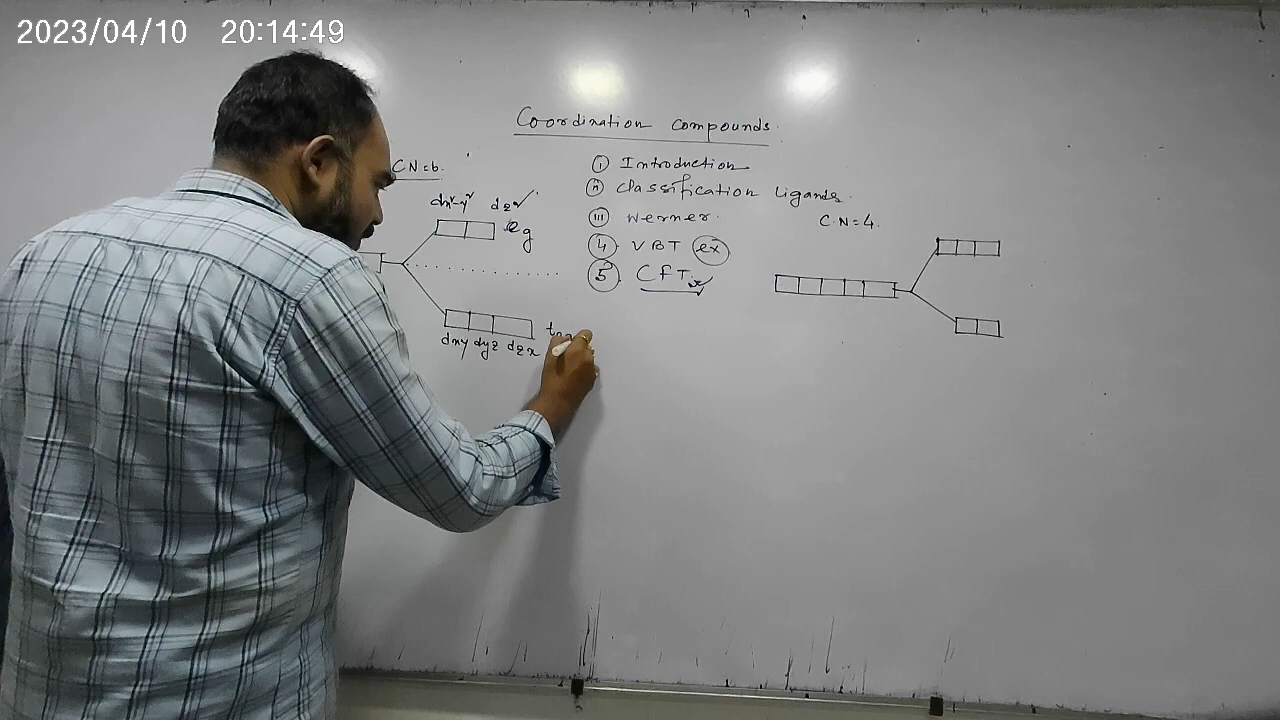 2023/04/10 20:14:49
Coordination Compounds.
CN=6.
(i) Introduction
(ii) Classification Ligands.
(iii) Werner.
(4) VBT (ex)
(5) CFT
dx²-y² dz² ✓
eg
dxy dyz dzx
t2g
C.N=4.